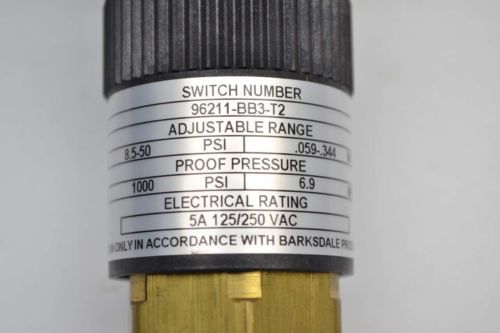 SWITCH NUMBER
96211-BB3-T2
ADJUSTABLE RANGE
8.5-50 PSI .059-.344
PROOF PRESSURE
1000 PSI 6.9
ELECTRICAL RATING
5A 125/250 VAC
ONLY IN ACCORDANCE WITH BARKSDALE